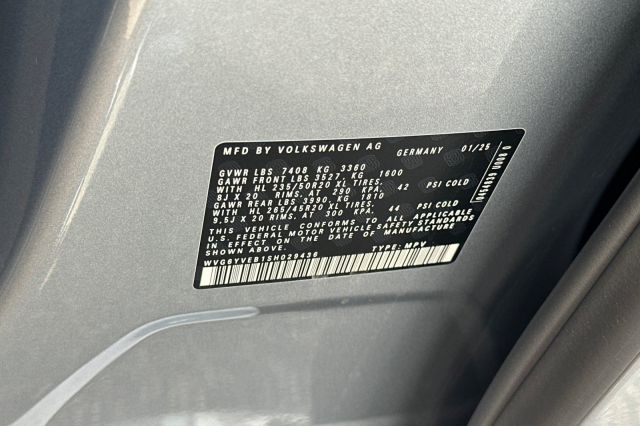 MFD BY VOLKSWAGEN AG GERMANY 01/25
GVWR LBS 7408 KG 3360
GAWR FRONT LBS 3527, KG 1600
WITH HL 235/50R20 XL TIRES,
8J X 20 RIMS, AT 290 KPA, 42 PSI COLD
GAWR REAR LBS 3990, KG 1810
WITH HL 265/45R20 XL TIRES,
9.5J X 20 RIMS, AT 300 KPA, 44 PSI COLD
THIS VEHICLE CONFORMS TO ALL APPLICABLE
U.S. FEDERAL MOTOR VEHICLE SAFETY STANDARDS
IN EFFECT ON THE DATE OF MANUFACTURE
SHOWN ABOVE.
WVG6YVEB1SH029436 TYPE: MPV